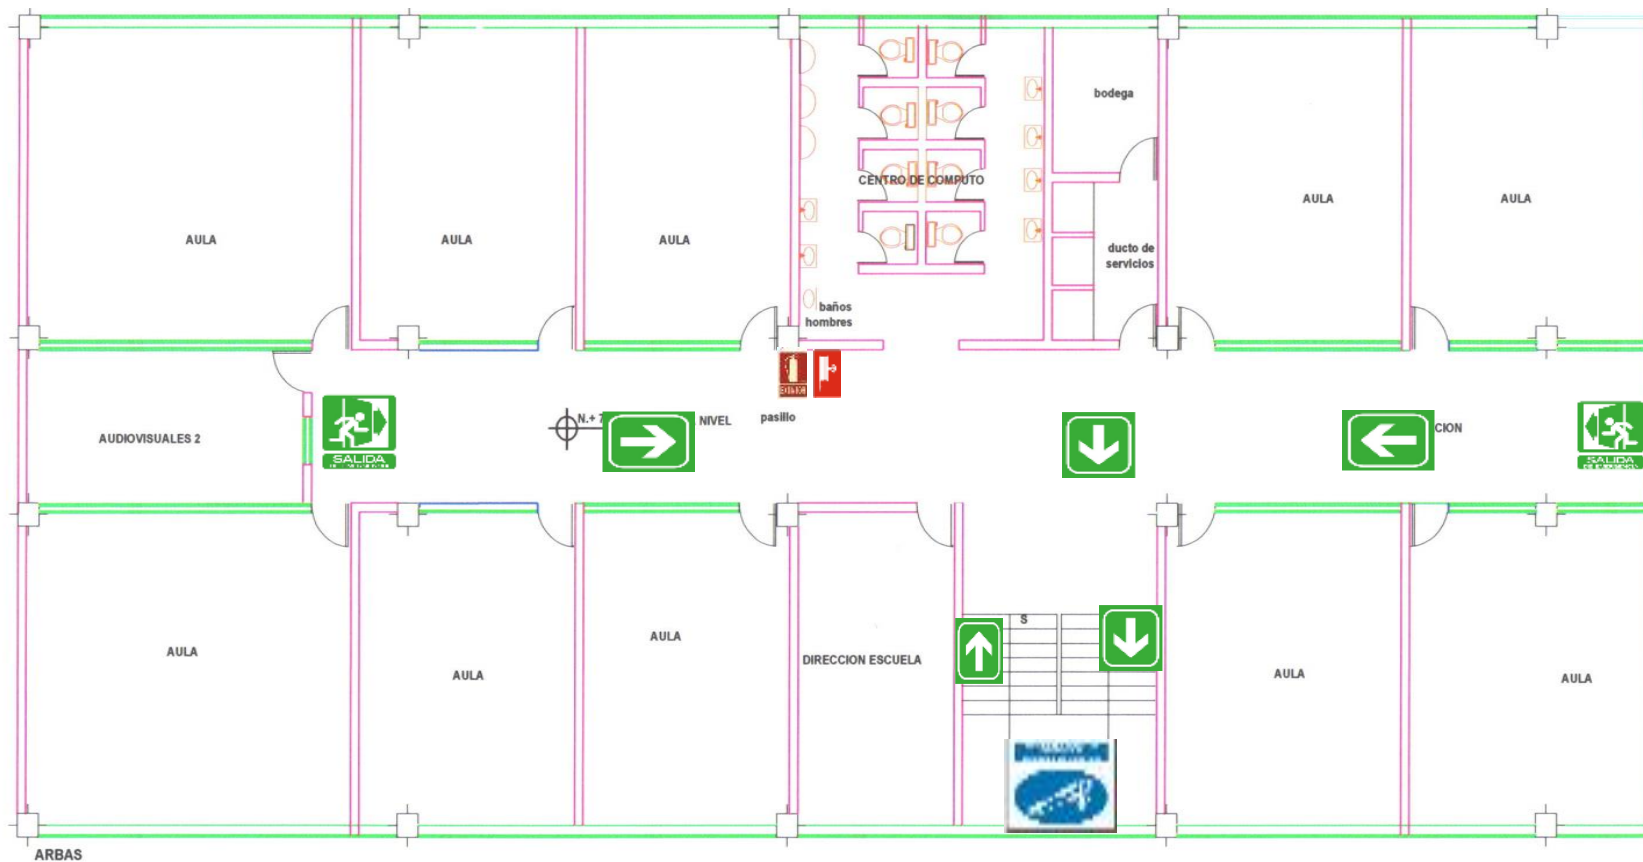 bodega
CENTRO DE COMPUTO
AULA
AULA
AULA
AULA
AULA
ducto de
servicios
baños
hombres
AUDIOVISUALES 2
SALIDA
N.+ 7
NIVEL
pasillo
CION
SALIDA
AULA
AULA
AULA
DIRECCION ESCUELA
S
AULA
AULA
ARBAS